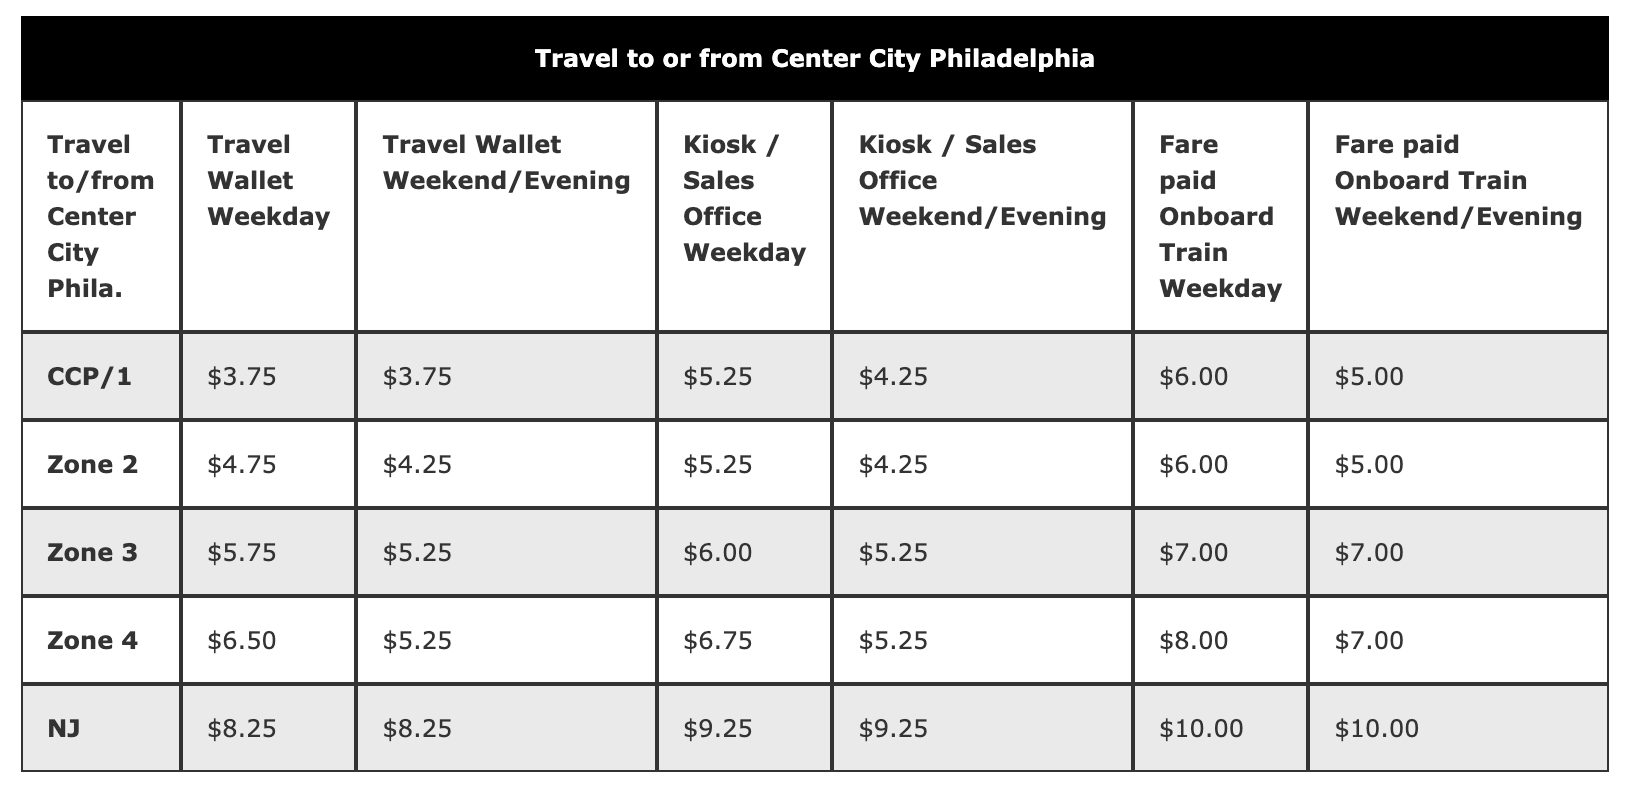 Travel to or from Center City Philadelphia
Travel
to/from
Center
City
Phila.
Travel
Wallet
Weekday
Travel Wallet
Weekend/Evening
Kiosk /
Sales
Office
Weekday
Kiosk / Sales
Office
Weekend/Evening
Fare
paid
Onboard
Train
Weekday
Fare paid
Onboard Train
Weekend/Evening
CCP/1 $3.75 $3.75 $5.25 $4.25 $6.00 $5.00
Zone 2 $4.75 $4.25 $5.25 $4.25 $6.00 $5.00
Zone 3 $5.75 $5.25 $6.00 $5.25 $7.00 $7.00
Zone 4 $6.50 $5.25 $6.75 $5.25 $8.00 $7.00
NJ $8.25 $8.25 $9.25 $9.25 $10.00 $10.00